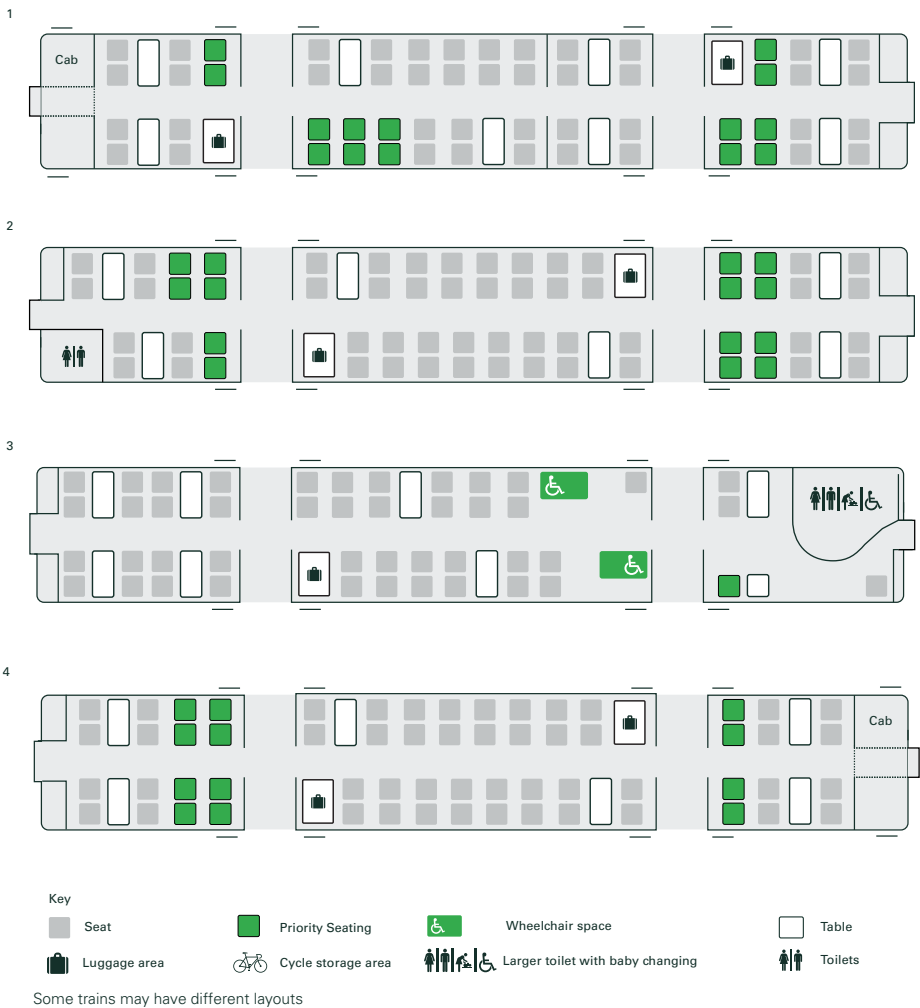 1
Cab
2
3
4
Cab
Key
Seat
Priority Seating
Wheelchair space
Table
Luggage area
Cycle storage area
Larger toilet with baby changing
Toilets
Some trains may have different layouts